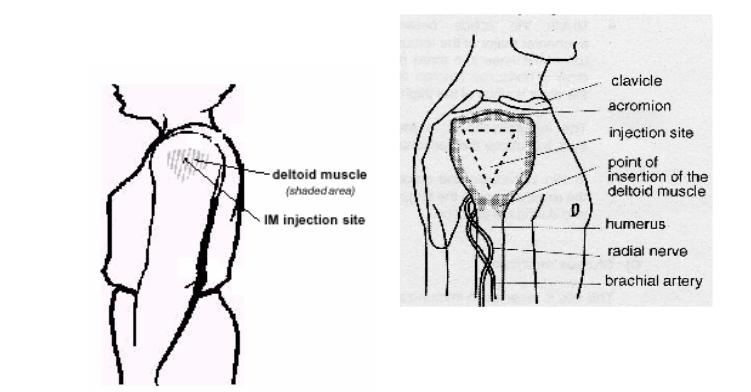 deltoid muscle
(shaded area)
IM injection site
clavicle
acromion
injection site
point of
insertion of the
deltoid muscle
humerus
radial nerve
brachial artery